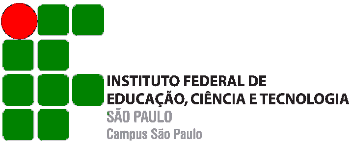 INSTITUTO FEDERAL DE
EDUCAÇÃO, CIÊNCIA E TECNOLOGIA
SÃO PAULO
Campus São Paulo